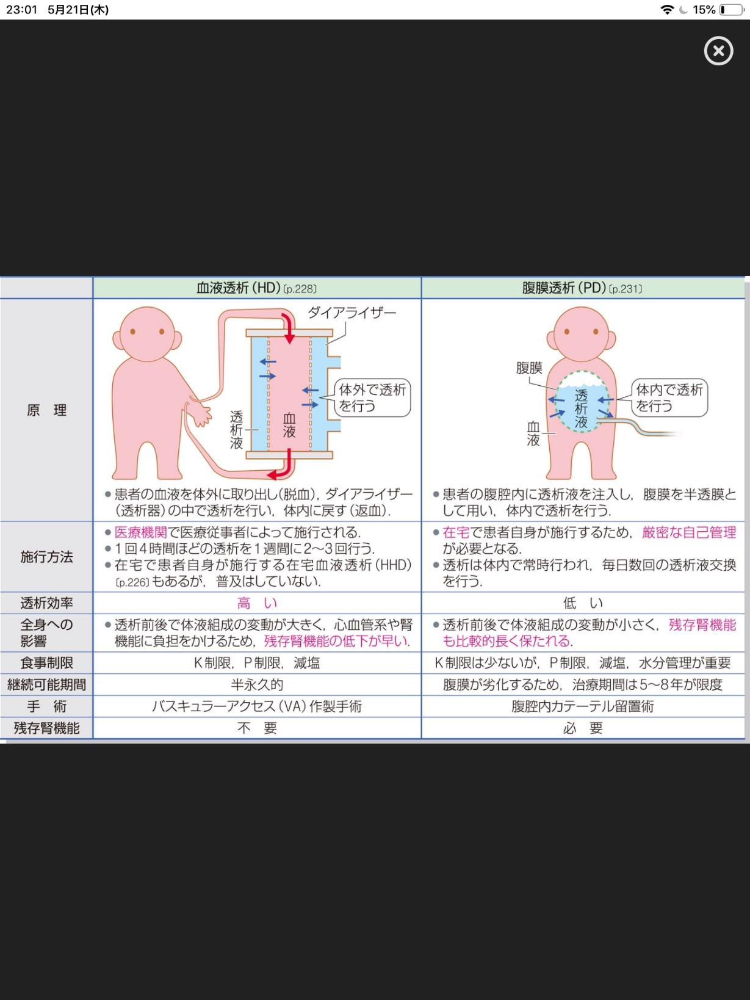 23:01 5月21日(木)
15%
血液透析(HD)〔p.228〕
腹膜透析(PD)〔p.231〕
原 理
ダイアライザー
体外で透析
を行う
透析液
血液
腹膜
透析液
体内で透析
を行う
血液
●患者の血液を体外に取り出し(脱血),ダイアライザー
(透析器)の中で透析を行い,体内に戻す(返血).
●患者の腹腔内に透析液を注入し,腹膜を半透膜と
して用い,体内で透析を行う.
施行方法
●医療機関で医療従事者によって施行される.
●1回4時間ほどの透析を1週間に2〜3回行う.
●在宅で患者自身が施行する在宅血液透析(HHD)
〔p.226〕もあるが,普及はしていない.
●在宅で患者自身が施行するため,厳密な自己管理
が必要となる.
●透析は体内で常時行われ,毎日数回の透析液交換
を行う.
透析効率
高 い
低 い
全身への
影響
●透析前後で体液組成の変動が大きく,心血管系や腎
機能に負担をかけるため,残存腎機能の低下が早い.
●透析前後で体液組成の変動が小さく,残存腎機能
も比較的長く保たれる.
食事制限
K制限,P制限,減塩
K制限は少ないが,P制限,減塩,水分管理が重要
継続可能期間
半永久的
腹膜が劣化するため,治療期間は5〜8年が限度
手 術
バスキュラーアクセス(VA)作製手術
腹腔内カテーテル留置術
残存腎機能
不 要
必 要